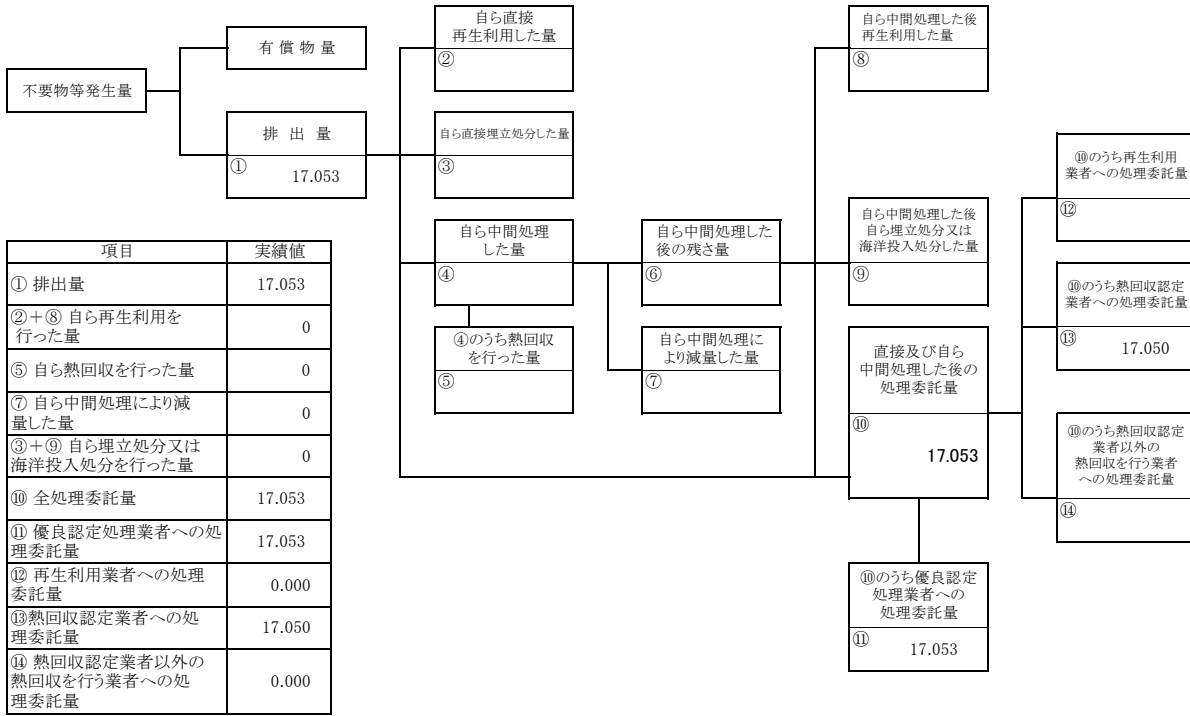 不要物等発生量
有 償 物 量
排 出 量
①
17.053
自ら直接
再生利用した量
②
自ら直接埋立処分した量
③
自ら中間処理
した量
④
④のうち熱回収
を行った量
⑤
自ら中間処理した
後の残さ量
⑥
自ら中間処理に
より減量した量
⑦
自ら中間処理した後
再生利用した量
⑧
自ら中間処理した後
自ら埋立処分又は
海洋投入処分した量
⑨
直接及び自ら
中間処理した後の
処理委託量
⑩
17.053
⑩のうち優良認定
処理業者への
処理委託量
⑪
17.053
⑩のうち再生利用
業者への処理委託量
⑫
⑩のうち熱回収認定
業者への処理委託量
⑬
17.050
⑩のうち熱回収認定
業者以外の
熱回収を行う業者
への処理委託量
⑭
項目 実績値
① 排出量 17.053
②＋⑧ 自ら再生利用を
行った量 0
⑤ 自ら熱回収を行った量 0
⑦ 自ら中間処理により減
量した量 0
③＋⑨ 自ら埋立処分又は
海洋投入処分を行った量 0
⑩ 全処理委託量 17.053
⑪ 優良認定処理業者への処
理委託量 17.053
⑫ 再生利用業者への処理
委託量 0.000
⑬熱回収認定業者への処
理委託量 17.050
⑭ 熱回収認定業者以外の
熱回収を行う業者への処
理委託量 0.000